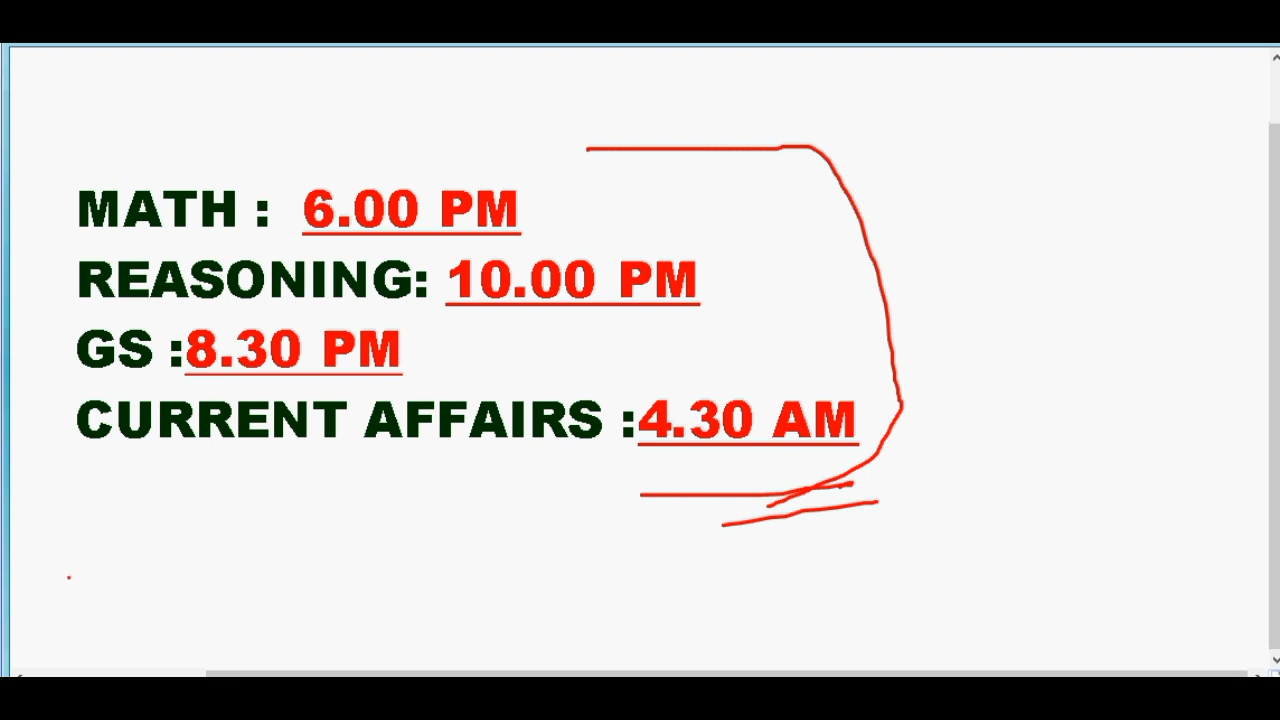 MATH :  6.00 PM
REASONING: 10.00 PM
GS :8.30 PM
CURRENT AFFAIRS :4.30 AM